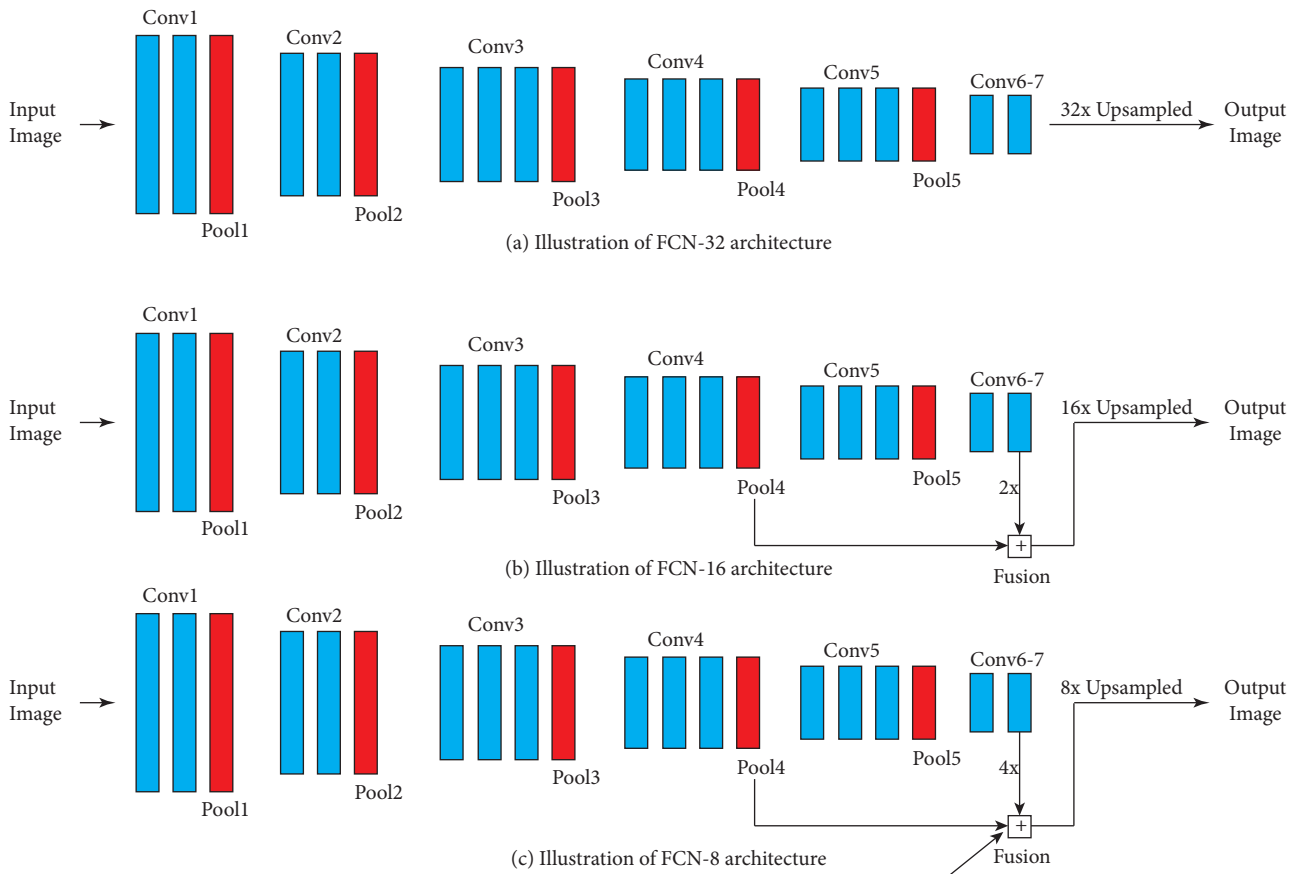 Conv1
Conv2
Conv3
Conv4
Conv5
Conv6-7
Input
Image
32x Upsampled
Output
Image
Pool1
Pool2
Pool3
Pool4
Pool5
(a) Illustration of FCN-32 architecture
Conv1
Conv2
Conv3
Conv4
Conv5
Conv6-7
Input
Image
16x Upsampled
Output
Image
Pool1
Pool2
Pool3
Pool4
Pool5
2x
+
Fusion
(b) Illustration of FCN-16 architecture
Conv1
Conv2
Conv3
Conv4
Conv5
Conv6-7
Input
Image
8x Upsampled
Output
Image
Pool1
Pool2
Pool3
Pool4
Pool5
4x
+
Fusion
(c) Illustration of FCN-8 architecture